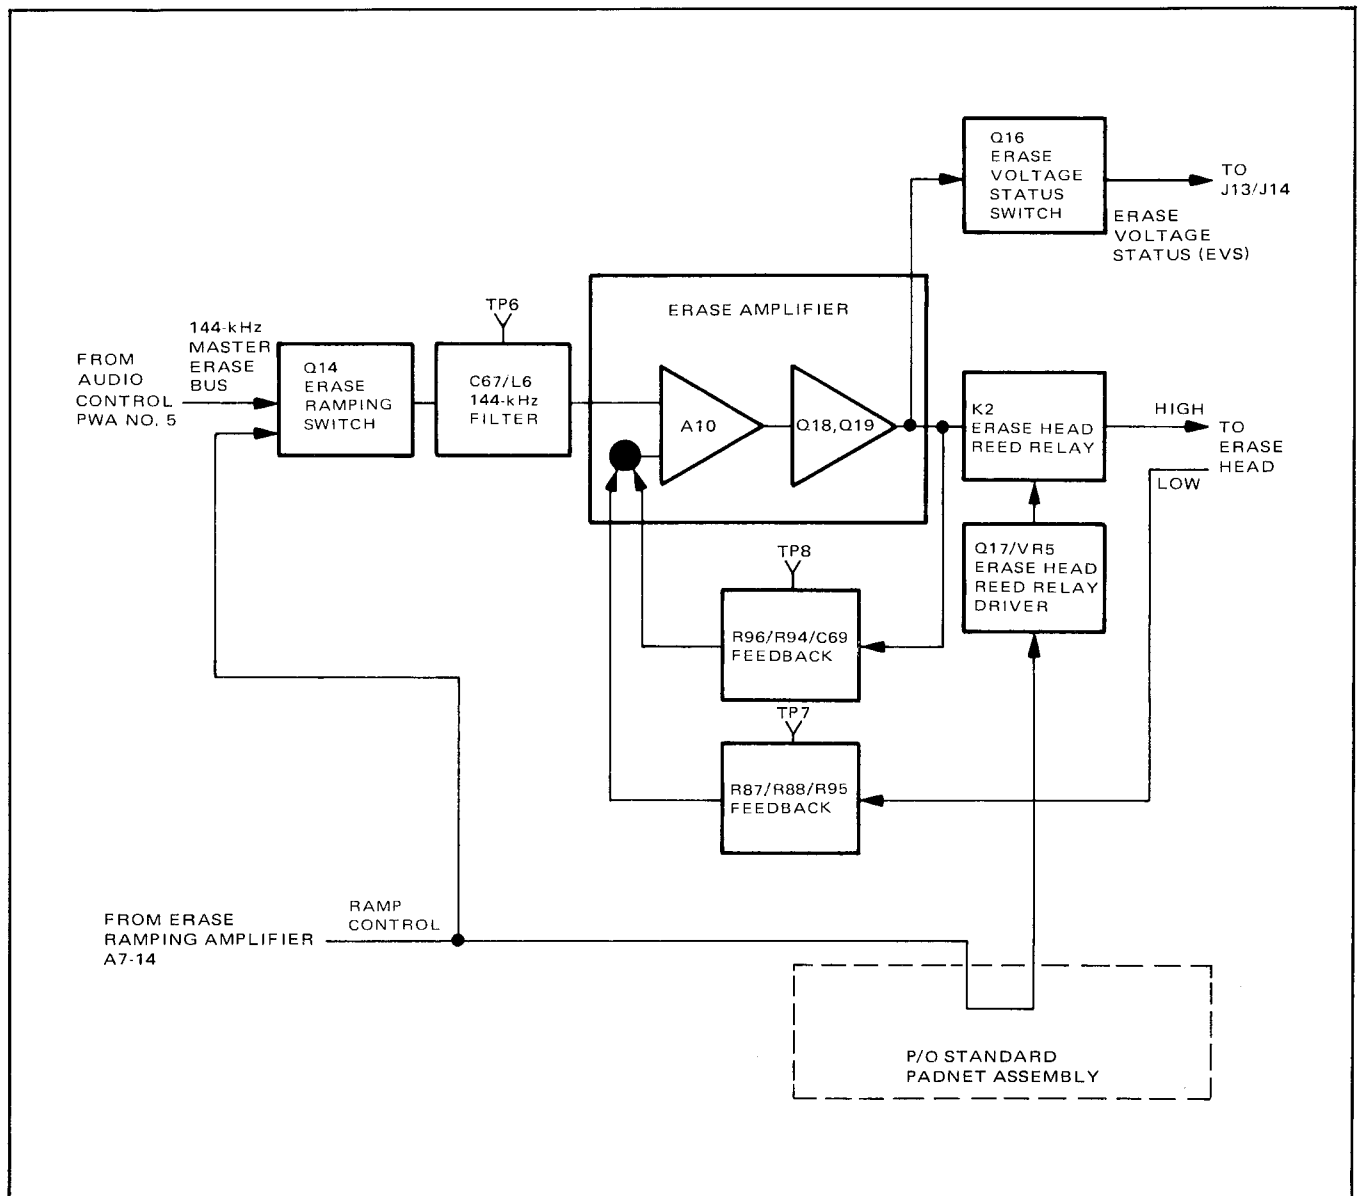 Q16
ERASE
VOLTAGE
STATUS
SWITCH
TO
J13/J14
ERASE
VOLTAGE
STATUS (EVS)
ERASE AMPLIFIER
TP6
144-kHz
MASTER
ERASE
BUS
FROM
AUDIO
CONTROL
PWA NO. 5
Q14
ERASE
RAMPING
SWITCH
C67/L6
144-kHz
FILTER
A10
Q18, Q19
K2
ERASE HEAD
REED RELAY
HIGH
TO
ERASE
HEAD
LOW
Q17/VR5
ERASE HEAD
REED RELAY
DRIVER
TP8
R96/R94/C69
FEEDBACK
TP7
R87/R88/R95
FEEDBACK
RAMP
CONTROL
FROM ERASE
RAMPING AMPLIFIER
A7-14
P/O STANDARD
PADNET ASSEMBLY